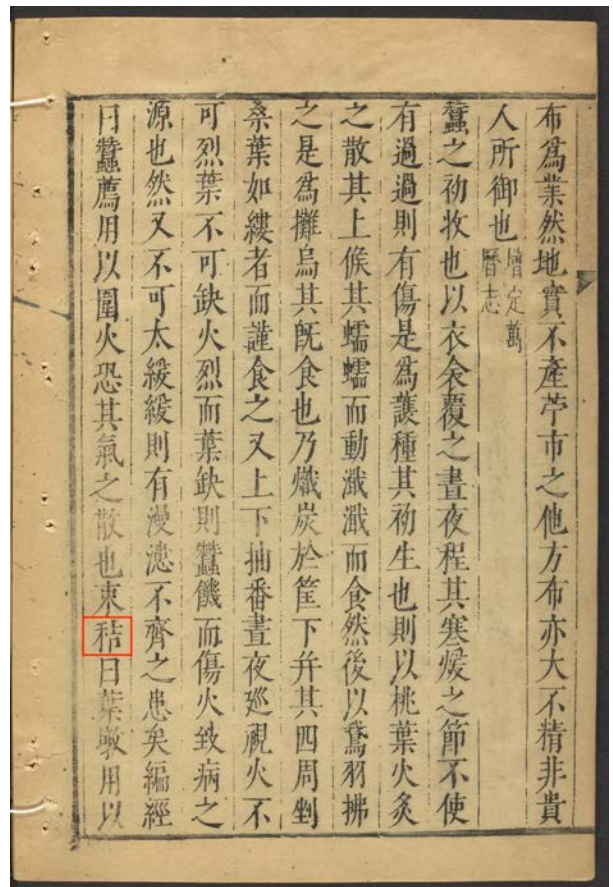 布爲業然地實不產苧市之他方布亦大不精非貴
人所御也 嘉定萬曆志
蠶之初收也以衣衾覆之晝夜程其寒煖之節不使
有過過則有傷是爲護種其初生也則以桃葉火炙
之散其上候其蠕蠕而動濈濈而食然後以鵞羽拂
之是爲攤烏其旣食也乃熾炭於筐下幷其四周剉
桑葉如縷者而謹食之又上下抽番晝夜廵視火不
可烈葉不可缺火烈而葉缺則蠶饑而傷火致病之
源也然又不可太緩緩則有漫漶不齊之患矣編經
曰蠶薦用以圍火恐其氣之散也束秸曰葉墩用以